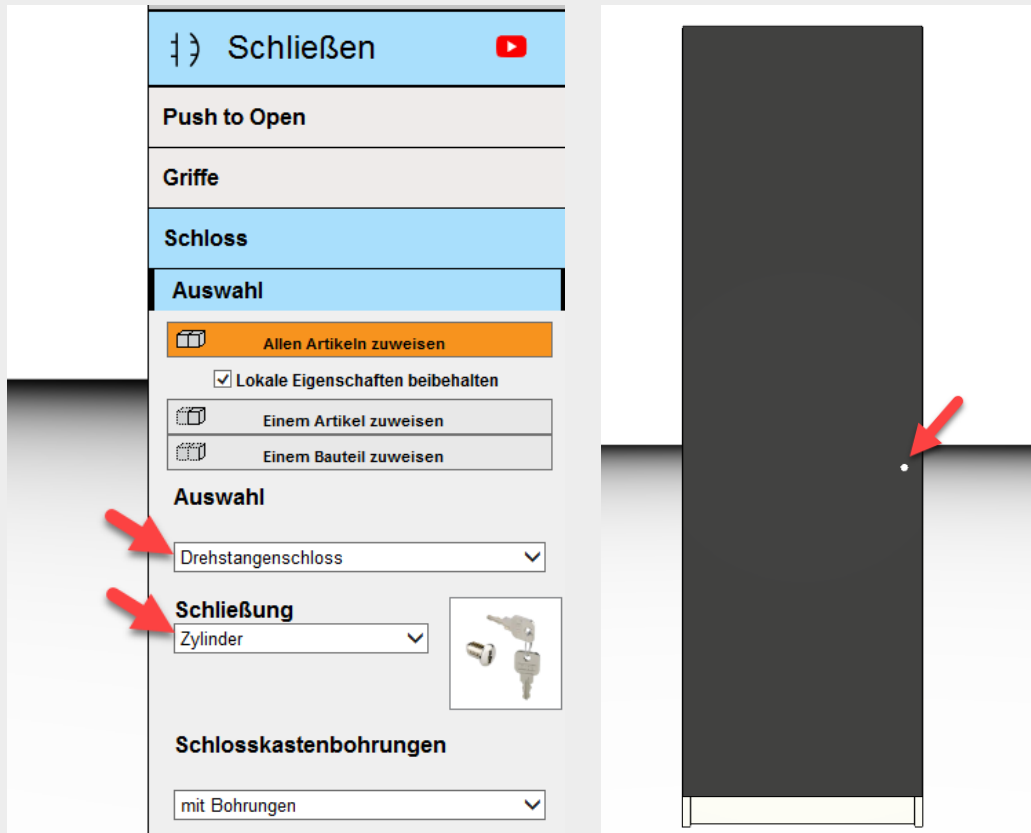 Schließen
Push to Open
Griffe
Schloss
Auswahl
Allen Artikeln zuweisen
Lokale Eigenschaften beibehalten
Einem Artikel zuweisen
Einem Bauteil zuweisen
Auswahl
Drehstangenschloss
Schließung
Zylinder
Schlosskastenbohrungen
mit Bohrungen